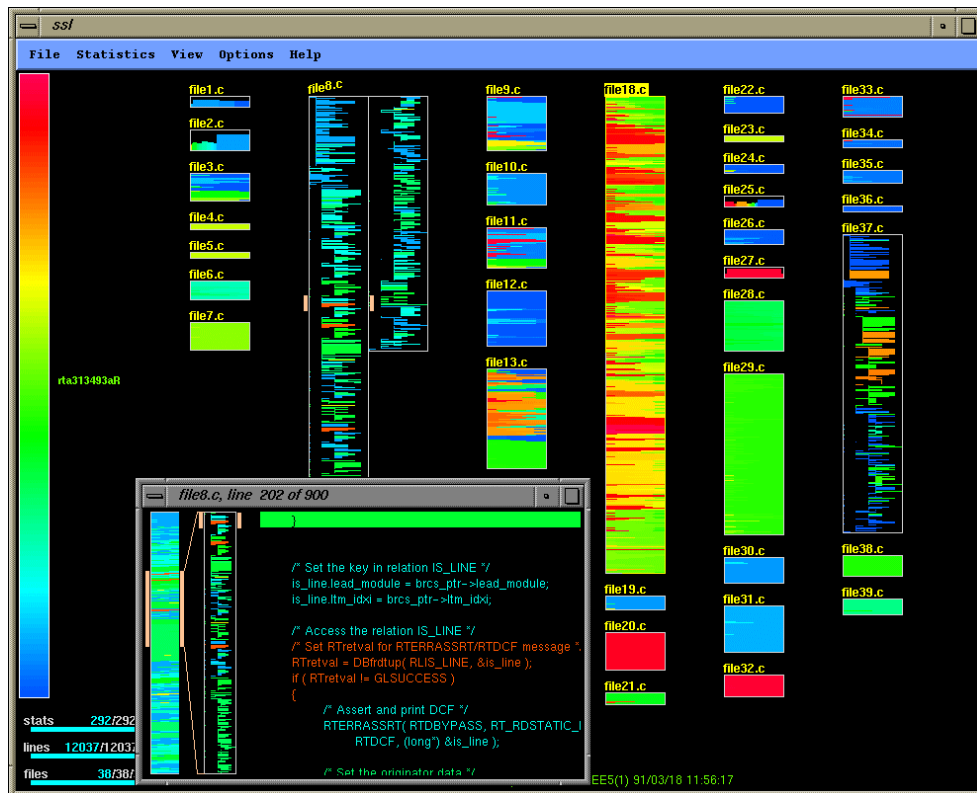 ssl
File Statistics View Options Help
file1.c
file2.c
file3.c
file4.c
file5.c
file6.c
file7.c
file8.c
file9.c
file10.c
file11.c
file12.c
file13.c
file18.c
file19.c
file20.c
file21.c
file22.c
file23.c
file24.c
file25.c
file26.c
file27.c
file28.c
file29.c
file30.c
file31.c
file32.c
file33.c
file34.c
file35.c
file36.c
file37.c
file38.c
file39.c
rta313493aR
stats 292/292
lines 12037/12037
files 38/38/
file8.c, line 202 of 900
}
/* Set the key in relation IS_LINE */
is_line.lead_module = brcs_ptr->lead_module;
is_line.ltm_idxi = brcs_ptr->ltm_idxi;
/* Access the relation IS_LINE */
/* Set RTretval for RTERRASSRT/RTDCF message *.
RTretval = DBfrdtup( RLIS_LINE, &is_line );
if ( RTretval != GLSUCCESS )
{
/* Assert and print DCF */
RTERRASSRT( RTDBYPASS, RT_RDSTATIC_I
RTDCF, (long*) &is_line );
/* Set the originator data */
EE5(1) 91/03/18 11:56:17